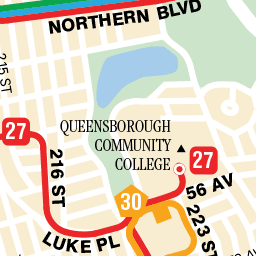 NORTHERN BLVD
215 ST
27
QUEENSBOROUGH
COMMUNITY
COLLEGE
27
216 ST
30
56 AV
LUKE PL
223 ST